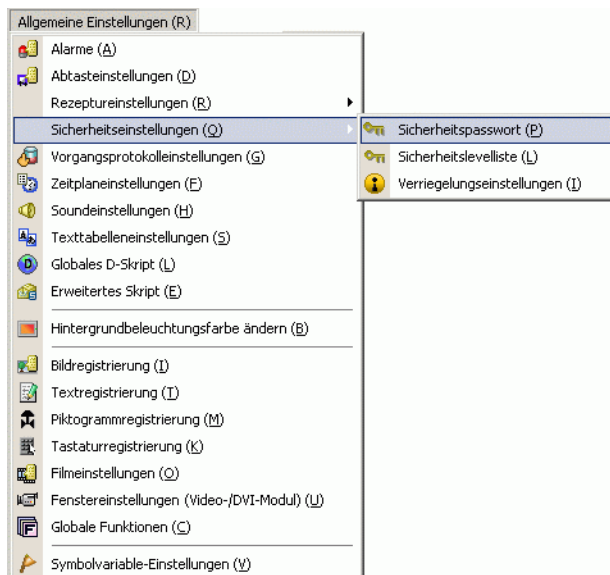 Allgemeine Einstellungen (R)
Alarme (A)
Abtasteinstellungen (D)
Rezeptureinstellungen (R)
Sicherheitseinstellungen (Q)
Sicherheitspasswort (P)
Sicherheitslevelliste (L)
Verriegelungseinstellungen (I)
Vorgangsprotokolleinstellungen (G)
Zeitplaneinstellungen (F)
Soundeinstellungen (H)
Texttabelleneinstellungen (S)
Globales D-Skript (L)
Erweitertes Skript (E)
Hintergrundbeleuchtungsfarbe ändern (B)
Bildregistrierung (I)
Textregistrierung (T)
Piktogrammregistrierung (M)
Tastaturregistrierung (K)
Filmeinstellungen (O)
Fenstereinstellungen (Video-/DVI-Modul) (U)
Globale Funktionen (C)
Symbolvariable-Einstellungen (V)